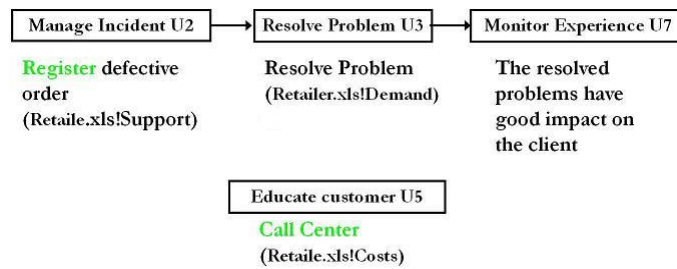 Manage Incident U2
Resolve Problem U3
Monitor Experience U7
Register defective
order
(Retaile.xls!Support)
Resolve Problem
(Retailer.xls!Demand)
The resolved
problems have
good impact on
the client
Educate customer U5
Call Center
(Retaile.xls!Costs)